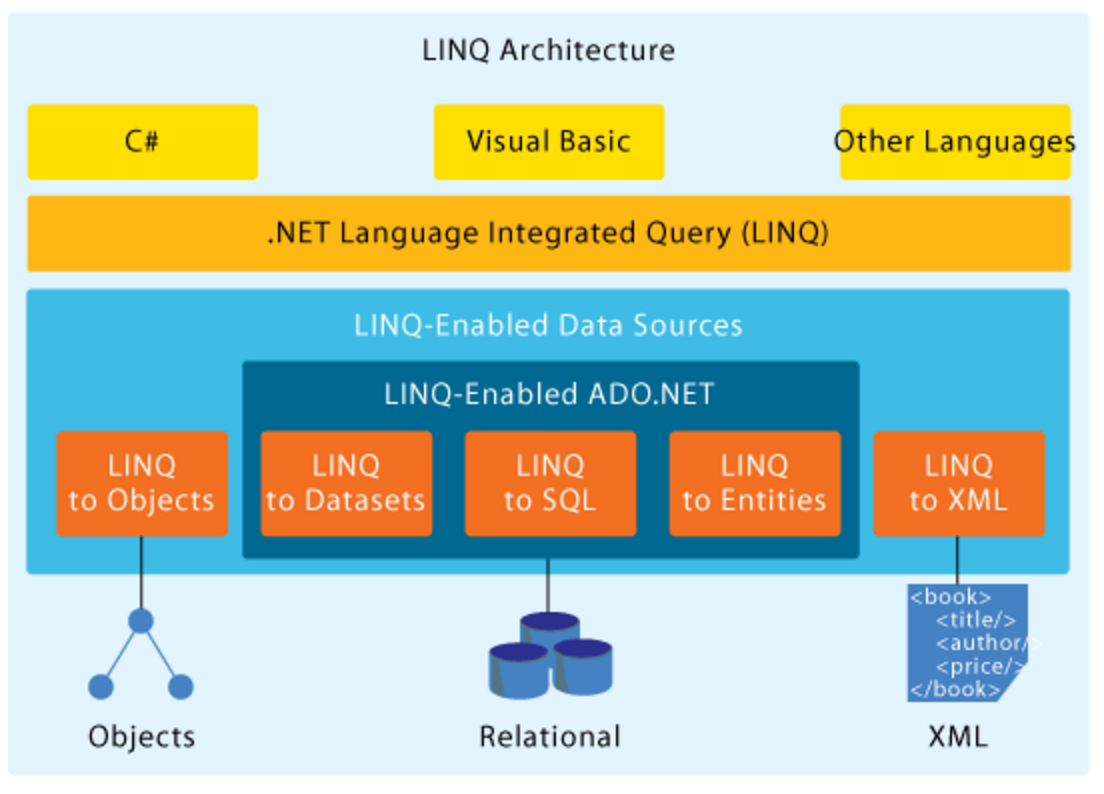 LINQ Architecture
C#
Visual Basic
Other Languages
.NET Language Integrated Query (LINQ)
LINQ-Enabled Data Sources
LINQ-Enabled ADO.NET
LINQ
to Objects
LINQ
to Datasets
LINQ
to SQL
LINQ
to Entities
LINQ
to XML
<book>
<title/>
<author/>
<price/>
</book>
Objects
Relational
XML